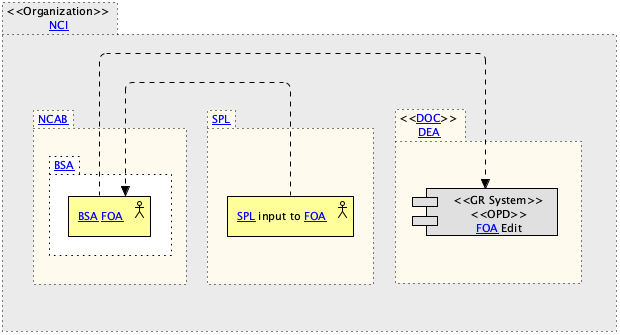 <<Organization>>
NCI
NCAB
SPL
<<DOC>>
DEA
BSA
BSA FOA
SPL input to FOA
<<GR System>>
<<OPD>>
FOA Edit